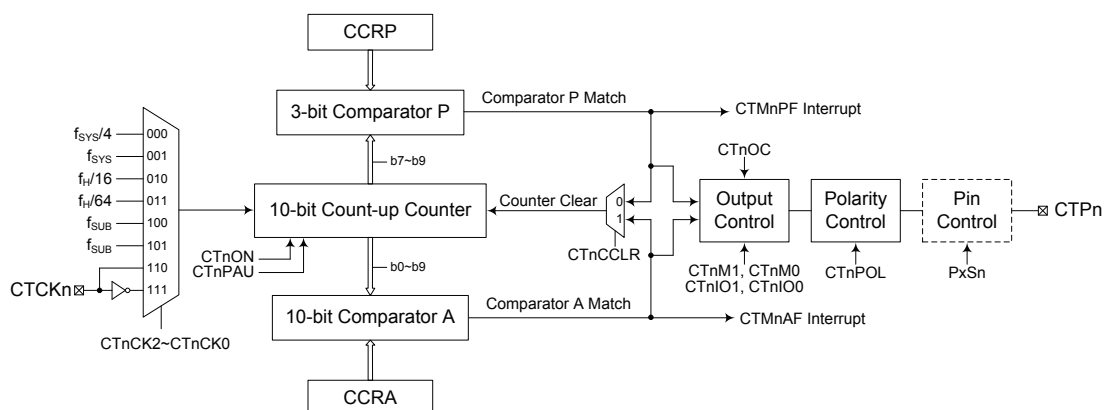 CCRP
3-bit Comparator P
Comparator P Match
CTMnPF Interrupt
b7~b9
fSYS/4
000
fSYS
001
fH/16
010
fH/64
011
fSUB
100
fSUB
101
110
111
CTCKn
CTnCK2~CTnCK0
10-bit Count-up Counter
CTnON
CTnPAU
Counter Clear
0
1
CTnCCLR
CTnOC
Output
Control
CTnM1, CTnM0
CTnIO1, CTnIO0
Polarity
Control
CTnPOL
Pin
Control
PxSn
CTPn
b0~b9
10-bit Comparator A
Comparator A Match
CTMnAF Interrupt
CCRA